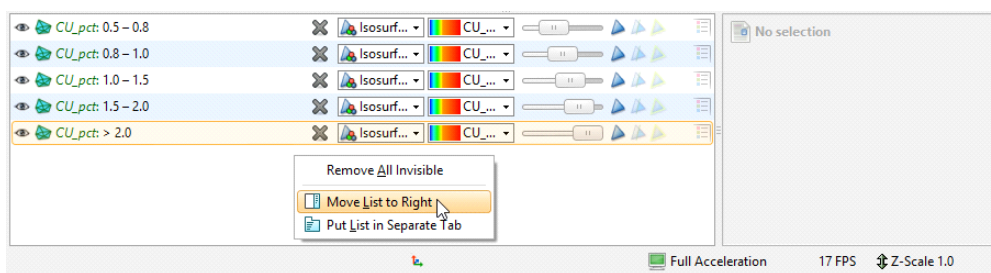 CU_pct: 0.5 – 0.8 Isosurf... CU_...
CU_pct: 0.8 – 1.0 Isosurf... CU_...
CU_pct: 1.0 – 1.5 Isosurf... CU_...
CU_pct: 1.5 – 2.0 Isosurf... CU_...
CU_pct: > 2.0 Isosurf... CU_...
Remove All Invisible
Move List to Right
Put List in Separate Tab
No selection
Full Acceleration 17 FPS Z-Scale 1.0